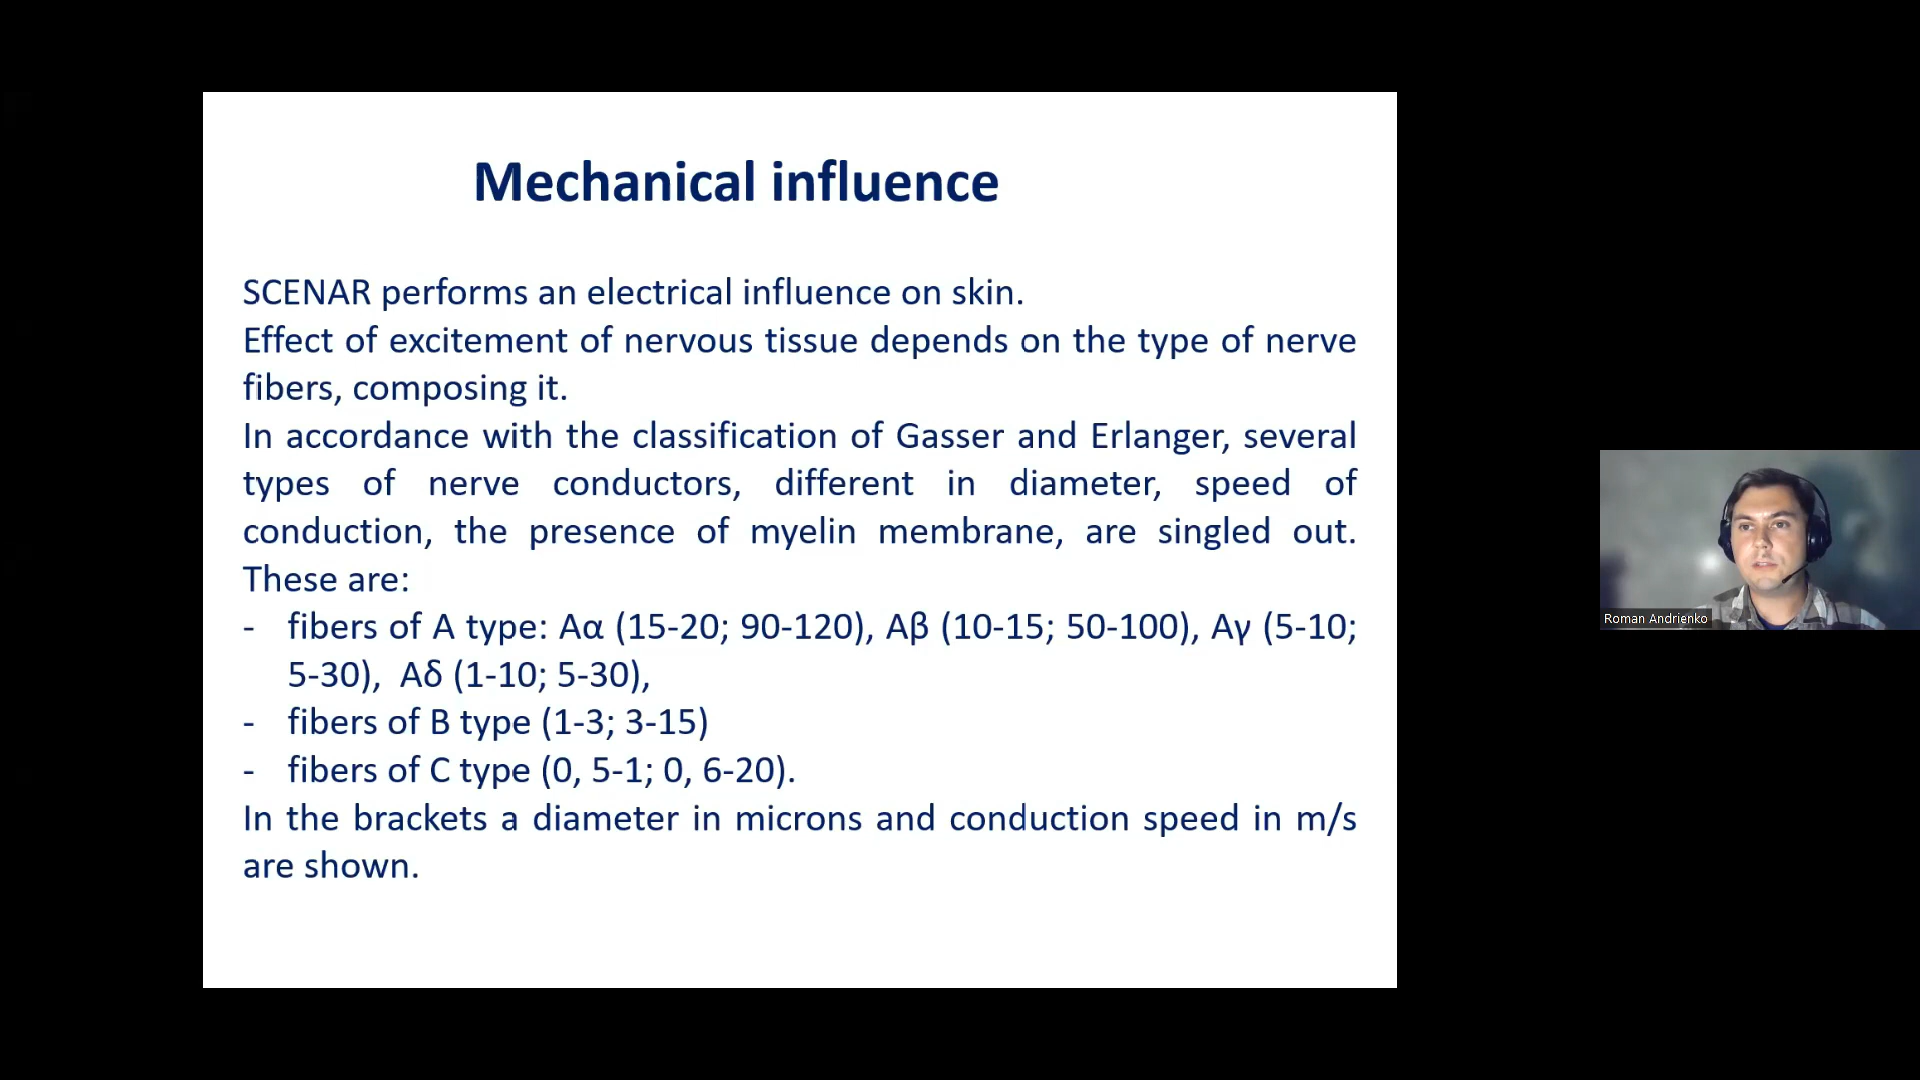 Mechanical influence
SCENAR performs an electrical influence on skin.
Effect of excitement of nervous tissue depends on the type of nerve
fibers, composing it.
In accordance with the classification of Gasser and Erlanger, several
types of nerve conductors, different in diameter, speed of
conduction, the presence of myelin membrane, are singled out.
These are:
- fibers of A type: Aα (15-20; 90-120), Aβ (10-15; 50-100), Aγ (5-10;
5-30), Aδ (1-10; 5-30),
- fibers of B type (1-3; 3-15)
- fibers of C type (0, 5-1; 0, 6-20).
In the brackets a diameter in microns and conduction speed in m/s
are shown.
Roman Andrienko